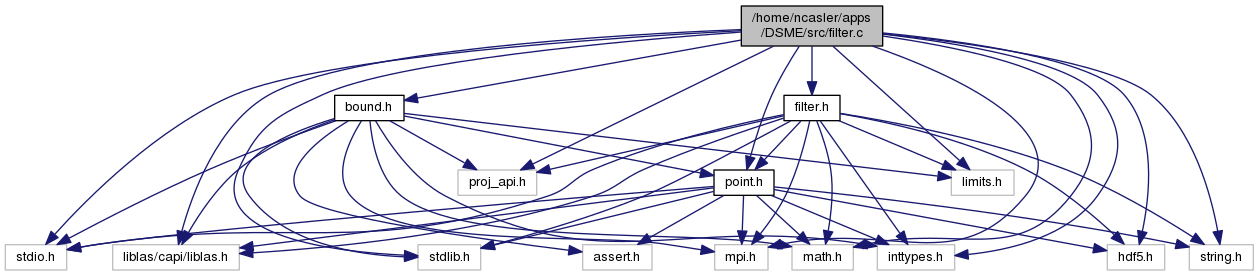 /home/ncasler/apps
/DSME/src/filter.c
bound.h
filter.h
proj_api.h
point.h
limits.h
stdio.h
liblas/capi/liblas.h
stdlib.h
assert.h
mpi.h
math.h
inttypes.h
hdf5.h
string.h